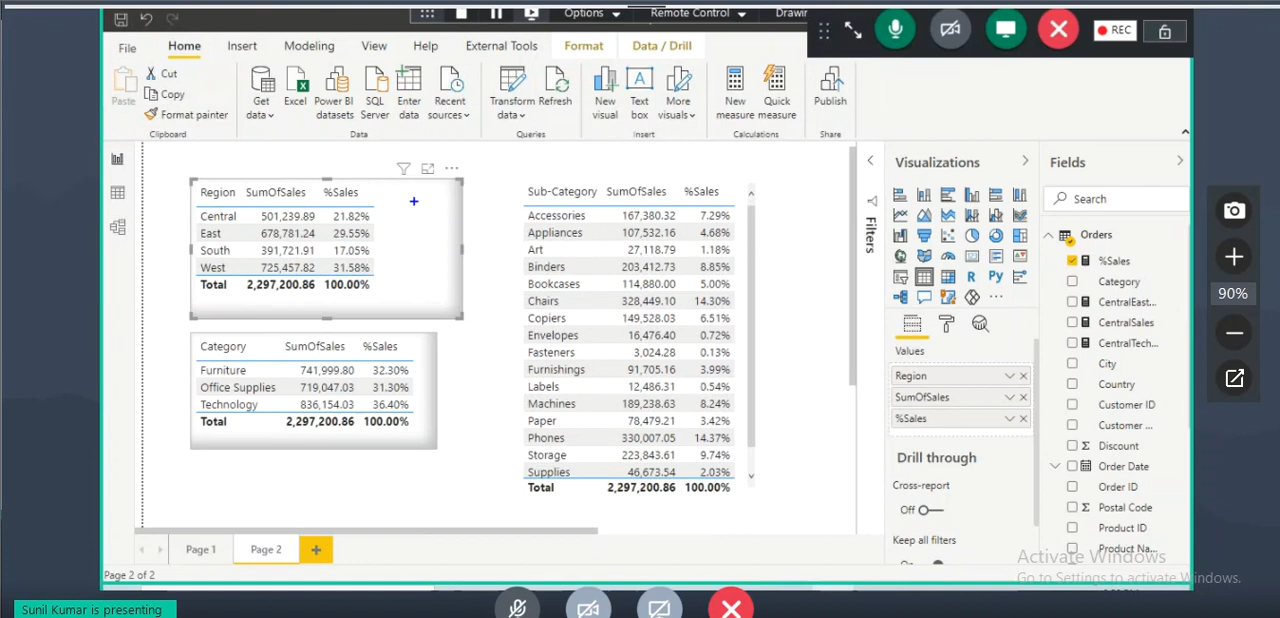 Options Remote Control Drawin
REC
File Home Insert Modeling View Help External Tools Format Data / Drill
Paste Cut
Copy
Format painter
Get data Excel Power BI datasets SQL Server Enter data Recent sources
Transform data Refresh
New visual Text box More visuals
New measure Quick measure
Publish
Clipboard Data Queries Insert Calculations Share
Region SumOfSales %Sales
Central 501,239.89 21.82%
East 678,781.24 29.55%
South 391,721.91 17.05%
West 725,457.82 31.58%
Total 2,297,200.86 100.00%
Category SumOfSales %Sales
Furniture 741,999.80 32.30%
Office Supplies 719,047.03 31.30%
Technology 836,154.03 36.40%
Total 2,297,200.86 100.00%
Sub-Category SumOfSales %Sales
Accessories 167,380.32 7.29%
Appliances 107,532.16 4.68%
Art 27,118.79 1.18%
Binders 203,412.73 8.85%
Bookcases 114,880.00 5.00%
Chairs 328,449.10 14.30%
Copiers 149,528.03 6.51%
Envelopes 16,476.40 0.72%
Fasteners 3,024.28 0.13%
Furnishings 91,705.16 3.99%
Labels 12,486.31 0.54%
Machines 189,238.63 8.24%
Paper 78,479.21 3.42%
Phones 330,007.05 14.37%
Storage 223,843.61 9.74%
Supplies 46,673.54 2.03%
Total 2,297,200.86 100.00%
Filters
Visualizations
R Py
Values
Region
SumOfSales
%Sales
Drill through
Cross-report
Off
Keep all filters
Fields
Search
Orders
%Sales
Category
CentralEast...
CentralSales
CentralTech...
City
Country
Customer ID
Customer ...
Discount
Order Date
Order ID
Postal Code
Product ID
Product Na...
90%
Activate Windows
Go to Settings to activate Windows.
Page 1 Page 2
Page 2 of 2
Sunil Kumar is presenting